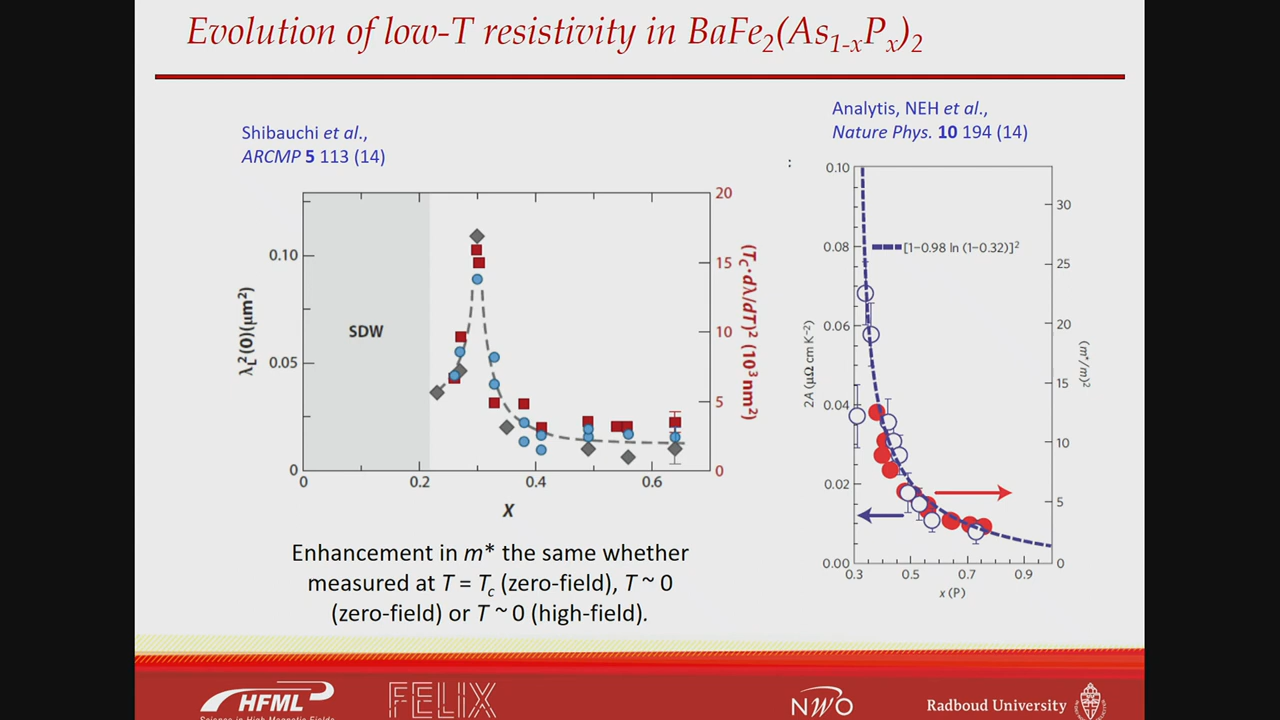 Evolution of low-T resistivity in BaFe2(As1-xPx)2
Shibauchi et al.,
ARCMP 5 113 (14)
Analytis, NEH et al.,
Nature Phys. 10 194 (14)
:
λL2(0)(μm2)
0.10
0.05
0
SDW
20
15
10
5
0
(Tc·dλ/dT)2 (103 nm2)
0
0.2
0.4
0.6
X
2A (μΩ cm K−2)
0.10
0.08
0.06
0.04
0.02
0.00
[1−0.98 ln (1−0.32)]2
30
25
20
15
10
5
0
(m*/m)2
0.3
0.5
0.7
0.9
x (P)
Enhancement in m* the same whether
measured at T = Tc (zero-field), T ~ 0
(zero-field) or T ~ 0 (high-field).
HFML
Science in High Magnetic Fields
FELIX
NWO
Radboud University